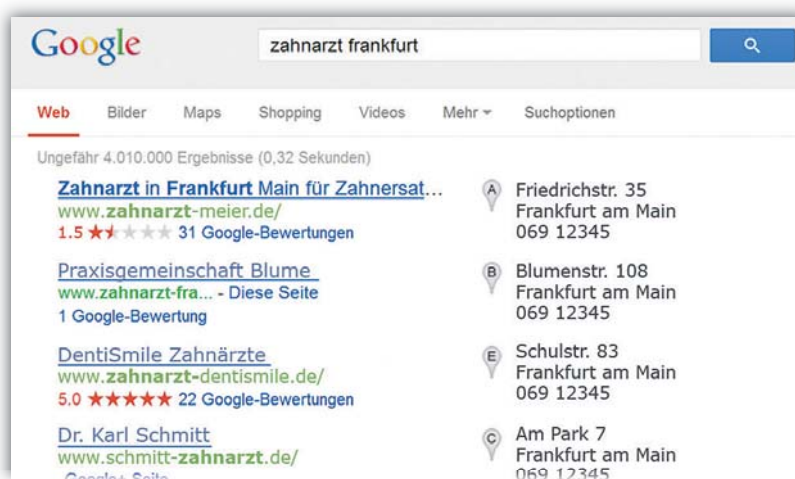 Google zahnarzt frankfurt
Web Bilder Maps Shopping Videos Mehr Suchoptionen
Ungefähr 4.010.000 Ergebnisse (0,32 Sekunden)
Zahnarzt in Frankfurt Main für Zahnersat...
www.zahnarzt-meier.de/
1.5 31 Google-Bewertungen
A Friedrichstr. 35
Frankfurt am Main
069 12345
Praxisgemeinschaft Blume
www.zahnarzt-fra... - Diese Seite
1 Google-Bewertung
B Blumenstr. 108
Frankfurt am Main
069 12345
DentiSmile Zahnärzte
www.zahnarzt-dentismile.de/
5.0 22 Google-Bewertungen
E Schulstr. 83
Frankfurt am Main
069 12345
Dr. Karl Schmitt
www.schmitt-zahnarzt.de/
Google+ Seite
C Am Park 7
Frankfurt am Main
069 12345